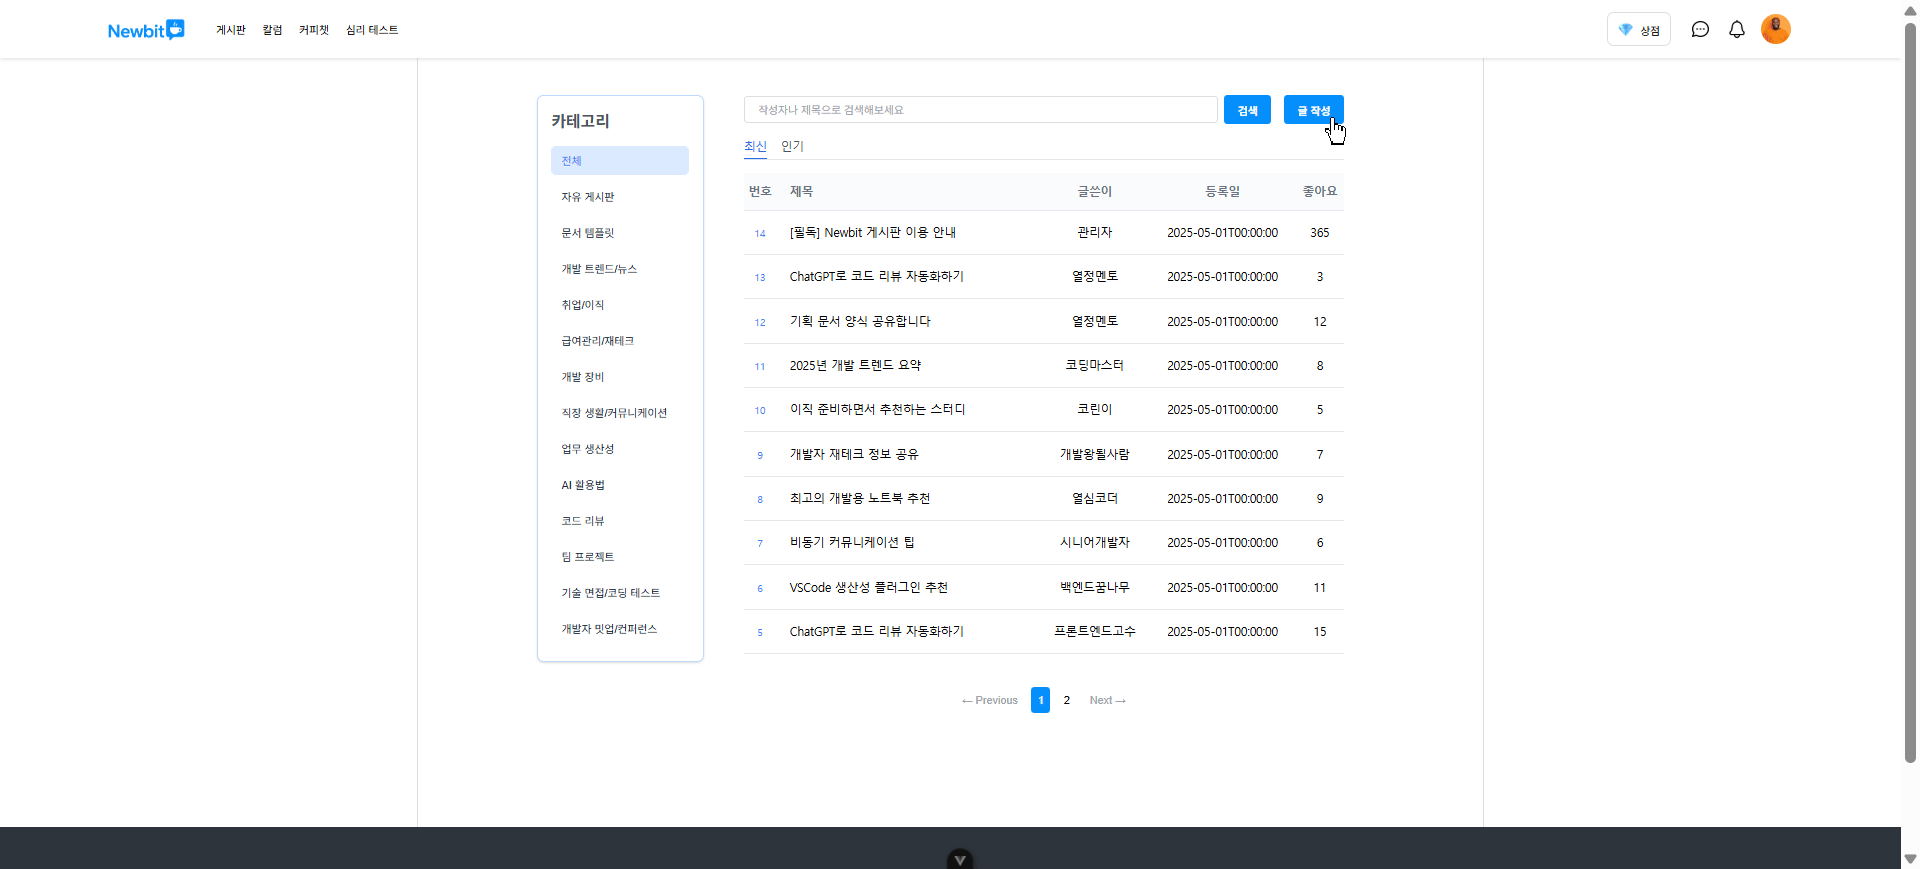 Newbit 게시판 칼럼 커피챗 심리 테스트 상점
카테고리
전체
자유 게시판
문서 템플릿
개발 트렌드/뉴스
취업/이직
급여관리/재테크
개발 장비
직장 생활/커뮤니케이션
업무 생산성
AI 활용법
코드 리뷰
팀 프로젝트
기술 면접/코딩 테스트
개발자 밋업/컨퍼런스
작성자나 제목으로 검색해보세요 검색 글 작성
최신 인기
번호 제목 글쓴이 등록일 좋아요
14 [필독] Newbit 게시판 이용 안내 관리자 2025-05-01T00:00:00 365
13 ChatGPT로 코드 리뷰 자동화하기 열정멘토 2025-05-01T00:00:00 3
12 기획 문서 양식 공유합니다 열정멘토 2025-05-01T00:00:00 12
11 2025년 개발 트렌드 요약 코딩마스터 2025-05-01T00:00:00 8
10 이직 준비하면서 추천하는 스터디 코린이 2025-05-01T00:00:00 5
9 개발자 재테크 정보 공유 개발왕될사람 2025-05-01T00:00:00 7
8 최고의 개발용 노트북 추천 열심코더 2025-05-01T00:00:00 9
7 비동기 커뮤니케이션 팁 시니어개발자 2025-05-01T00:00:00 6
6 VSCode 생산성 플러그인 추천 백엔드꿈나무 2025-05-01T00:00:00 11
5 ChatGPT로 코드 리뷰 자동화하기 프론트엔드고수 2025-05-01T00:00:00 15
← Previous 1 2 Next →